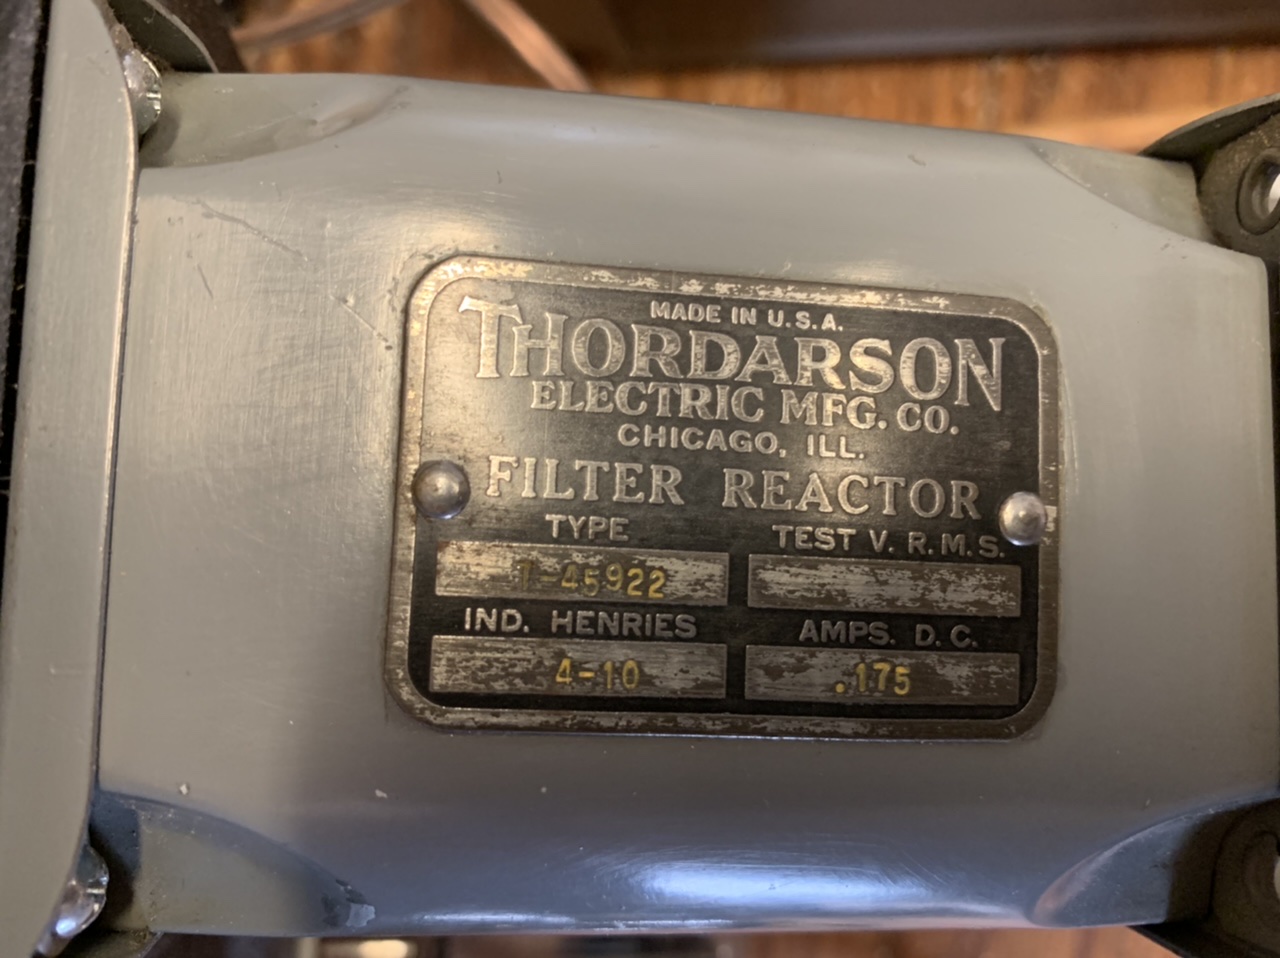 MADE IN U.S.A.
THORDARSON
ELECTRIC MFG. CO.
CHICAGO, ILL.
FILTER REACTOR
TYPE TEST V. R. M. S.
T-45922
IND. HENRIES AMPS. D. C.
4-10 .175